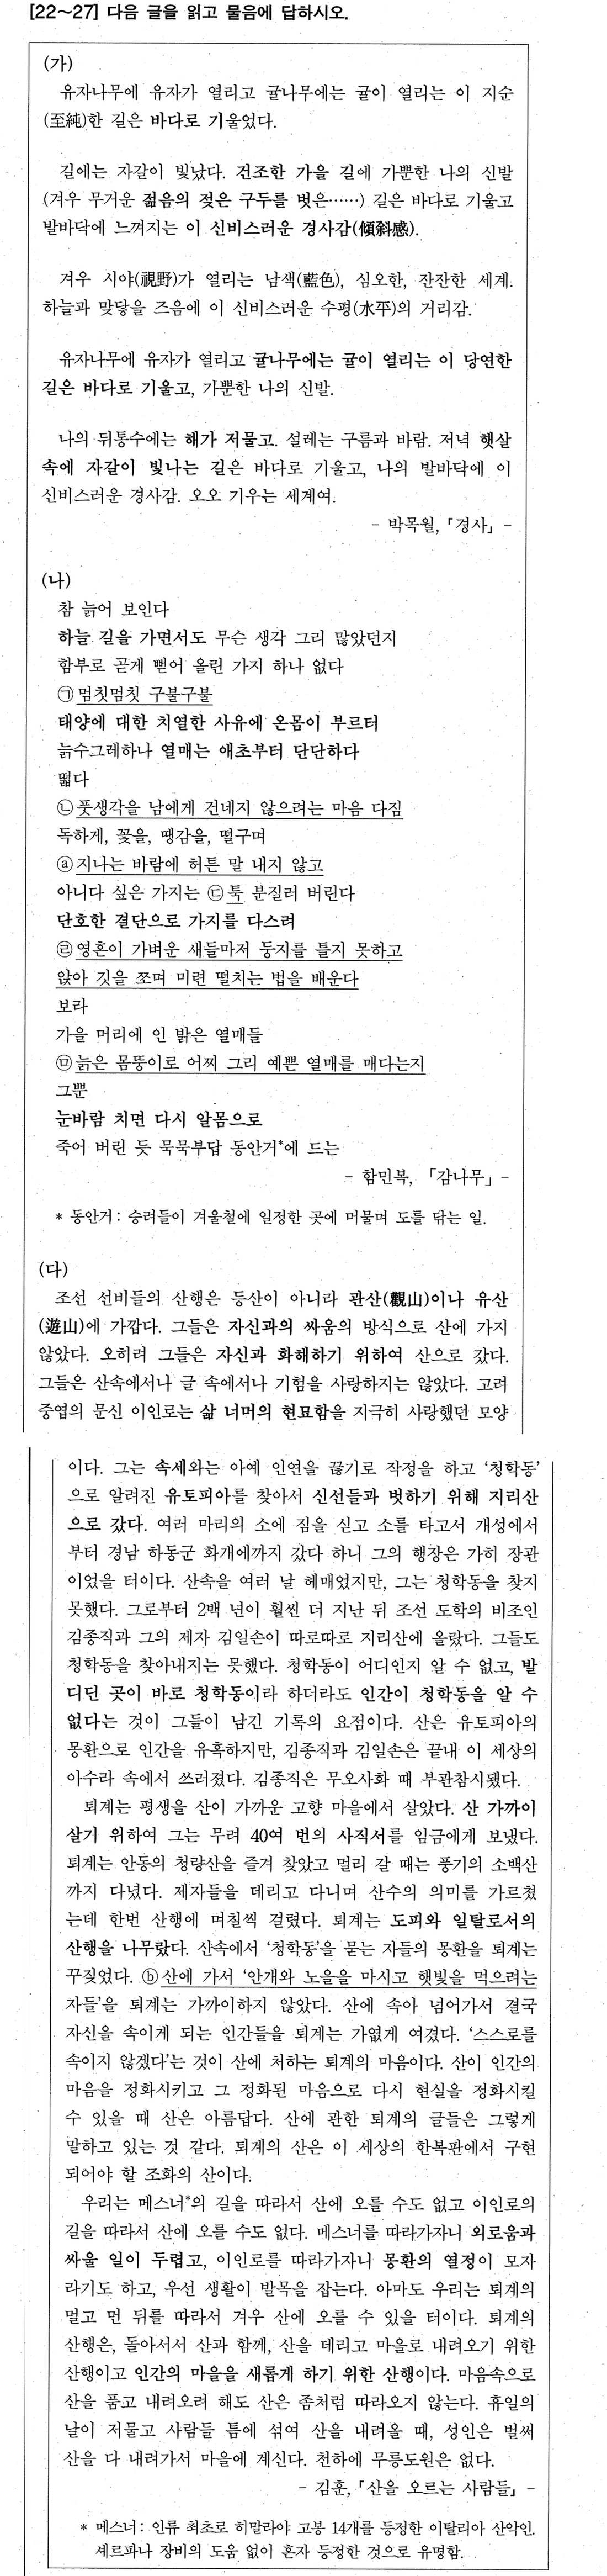 [22～27] 다음 글을 읽고 물음에 답하시오.
(가)
유자나무에 유자가 열리고 귤나무에는 귤이 열리는 이 지순
(至純)한 길은 바다로 기울었다.
길에는 자갈이 빛났다. 건조한 가을 길에 가뿐한 나의 신발
(겨우 무거운 젊음의 젖은 구두를 벗은……) 길은 바다로 기울고
발바닥에 느껴지는 이 신비스러운 경사감(傾斜感).
겨우 시야(視野)가 열리는 남색(藍色), 심오한, 잔잔한 세계.
하늘과 맞닿을 즈음에 이 신비스러운 수평(水平)의 거리감.
유자나무에 유자가 열리고 귤나무에는 귤이 열리는 이 당연한
길은 바다로 기울고, 가뿐한 나의 신발.
나의 뒤통수에는 해가 저물고. 설레는 구름과 바람. 저녁 햇살
속에 자갈이 빛나는 길은 바다로 기울고, 나의 발바닥에 이
신비스러운 경사감. 오오 기우는 세계여.
- 박목월, 「경사」 -
(나)
참 늙어 보인다
하늘 길을 가면서도 무슨 생각 그리 많았던지
함부로 곧게 뻗어 올린 가지 하나 없다
㉠멈칫멈칫 구불구불
태양에 대한 치열한 사유에 온몸이 부르터
늙수그레하나 열매는 애초부터 단단하다
떫다
㉡풋생각을 남에게 건네지 않으려는 마음 다짐
독하게, 꽃을, 땡감을, 떨구며
ⓐ지나는 바람에 허튼 말 내지 않고
아니다 싶은 가지는 ㉢툭 분질러 버린다
단호한 결단으로 가지를 다스려
㉣영혼이 가벼운 새들마저 둥지를 틀지 못하고
앉아 깃을 쪼며 미련 떨치는 법을 배운다
보라
가을 머리에 인 밝은 열매들
㉤늙은 몸뚱이로 어찌 그리 예쁜 열매를 매다는지
그뿐
눈바람 치면 다시 알몸으로
죽어 버린 듯 묵묵부답 동안거*에 드는
- 함민복, 「감나무」 -
* 동안거: 승려들이 겨울철에 일정한 곳에 머물며 도를 닦는 일.
(다)
조선 선비들의 산행은 등산이 아니라 관산(觀山)이나 유산
(遊山)에 가깝다. 그들은 자신과의 싸움의 방식으로 산에 가지
않았다. 오히려 그들은 자신과 화해하기 위하여 산으로 갔다.
그들은 산속에서나 글 속에서나 기험을 사랑하지는 않았다. 고려
중엽의 문신 이인로는 삶 너머의 현묘함을 지극히 사랑했던 모양
이다. 그는 속세와는 아예 인연을 끊기로 작정을 하고 ‘청학동’
으로 알려진 유토피아를 찾아서 신선들과 벗하기 위해 지리산
으로 갔다. 여러 마리의 소에 짐을 싣고 소를 타고서 개성에서
부터 경남 하동군 화개에까지 갔다 하니 그의 행장은 가히 장관
이었을 터이다. 산속을 여러 날 헤매었지만, 그는 청학동을 찾지
못했다. 그로부터 2백 년이 훨씬 더 지난 뒤 조선 도학의 비조인
김종직과 그의 제자 김일손이 따로따로 지리산에 올랐다. 그들도
청학동을 찾아내지는 못했다. 청학동이 어디인지 알 수 없고, 발
디딘 곳이 바로 청학동이라 하더라도 인간이 청학동을 알 수
없다는 것이 그들이 남긴 기록의 요점이다. 산은 유토피아의
몽환으로 인간을 유혹하지만, 김종직과 김일손은 끝내 이 세상의
아수라 속에서 쓰러졌다. 김종직은 무오사화 때 부관참시됐다.
퇴계는 평생을 산이 가까운 고향 마을에서 살았다. 산 가까이
살기 위하여 그는 무려 40여 번의 사직서를 임금에게 보냈다.
퇴계는 안동의 청량산을 즐겨 찾았고 멀리 갈 때는 풍기의 소백산
까지 다녔다. 제자들을 데리고 다니며 산수의 의미를 가르쳤
는데 한번 산행에 며칠씩 걸렸다. 퇴계는 도피와 일탈로서의
산행을 나무랐다. 산속에서 ‘청학동’을 묻는 자들의 몽환을 퇴계는
꾸짖었다. ⓑ산에 가서 ‘안개와 노을을 마시고 햇빛을 먹으려는
자들’을 퇴계는 가까이하지 않았다. 산에 속아 넘어가서 결국
자신을 속이게 되는 인간들을 퇴계는 가엾게 여겼다. ‘스스로를
속이지 않겠다’는 것이 산에 처하는 퇴계의 마음이다. 산이 인간의
마음을 정화시키고 그 정화된 마음으로 다시 현실을 정화시킬
수 있을 때 산은 아름답다. 산에 관한 퇴계의 글들은 그렇게
말하고 있는 것 같다. 퇴계의 산은 이 세상의 한복판에서 구현
되어야 할 조화의 산이다.
우리는 메스너*의 길을 따라서 산에 오를 수도 없고 이인로의
길을 따라서 산에 오를 수도 없다. 메스너를 따라가자니 외로움과
싸울 일이 두렵고, 이인로를 따라가자니 몽환의 열정이 모자
라기도 하고, 우선 생활이 발목을 잡는다. 아마도 우리는 퇴계의
멀고 먼 뒤를 따라서 겨우 산에 오를 수 있을 터이다. 퇴계의
산행은, 돌아서서 산과 함께, 산을 데리고 마을로 내려오기 위한
산행이고 인간의 마을을 새롭게 하기 위한 산행이다. 마음속으로
산을 품고 내려오려 해도 산은 좀처럼 따라오지 않는다. 휴일의
날이 저물고 사람들 틈에 섞여 산을 내려올 때, 성인은 벌써
산을 다 내려가서 마을에 계신다. 천하에 무릉도원은 없다.
- 김훈, 「산을 오르는 사람들」 -
* 메스너: 인류 최초로 히말라야 고봉 14개를 등정한 이탈리아 산악인.
셰르파나 장비의 도움 없이 혼자 등정한 것으로 유명함.